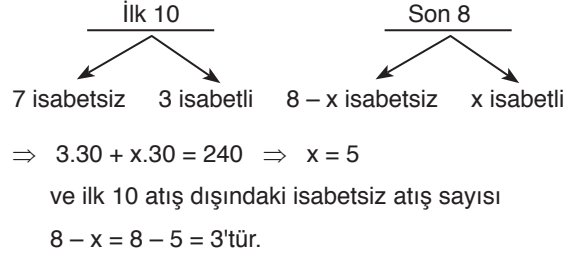 İlk 10 Son 8
7 isabetsiz 3 isabetli 8 – x isabetsiz x isabetli
⇒ 3.30 + x.30 = 240 ⇒ x = 5
ve ilk 10 atış dışındaki isabetsiz atış sayısı
8 – x = 8 – 5 = 3'tür.